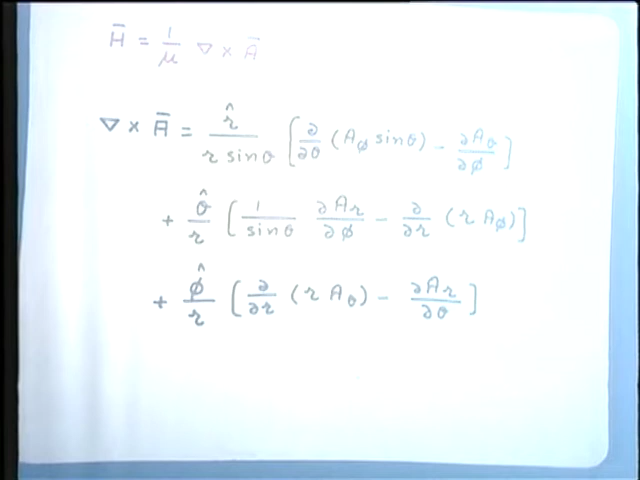 H̄ = 1/μ ∇ × Ā
∇ × Ā = r̂/(r sinθ) [∂/∂θ (A_φ sinθ) − ∂A_θ/∂φ]
+ θ̂/r [1/sinθ ∂A_r/∂φ − ∂/∂r (r A_φ)]
+ φ̂/r [∂/∂r (r A_θ) − ∂A_r/∂θ]